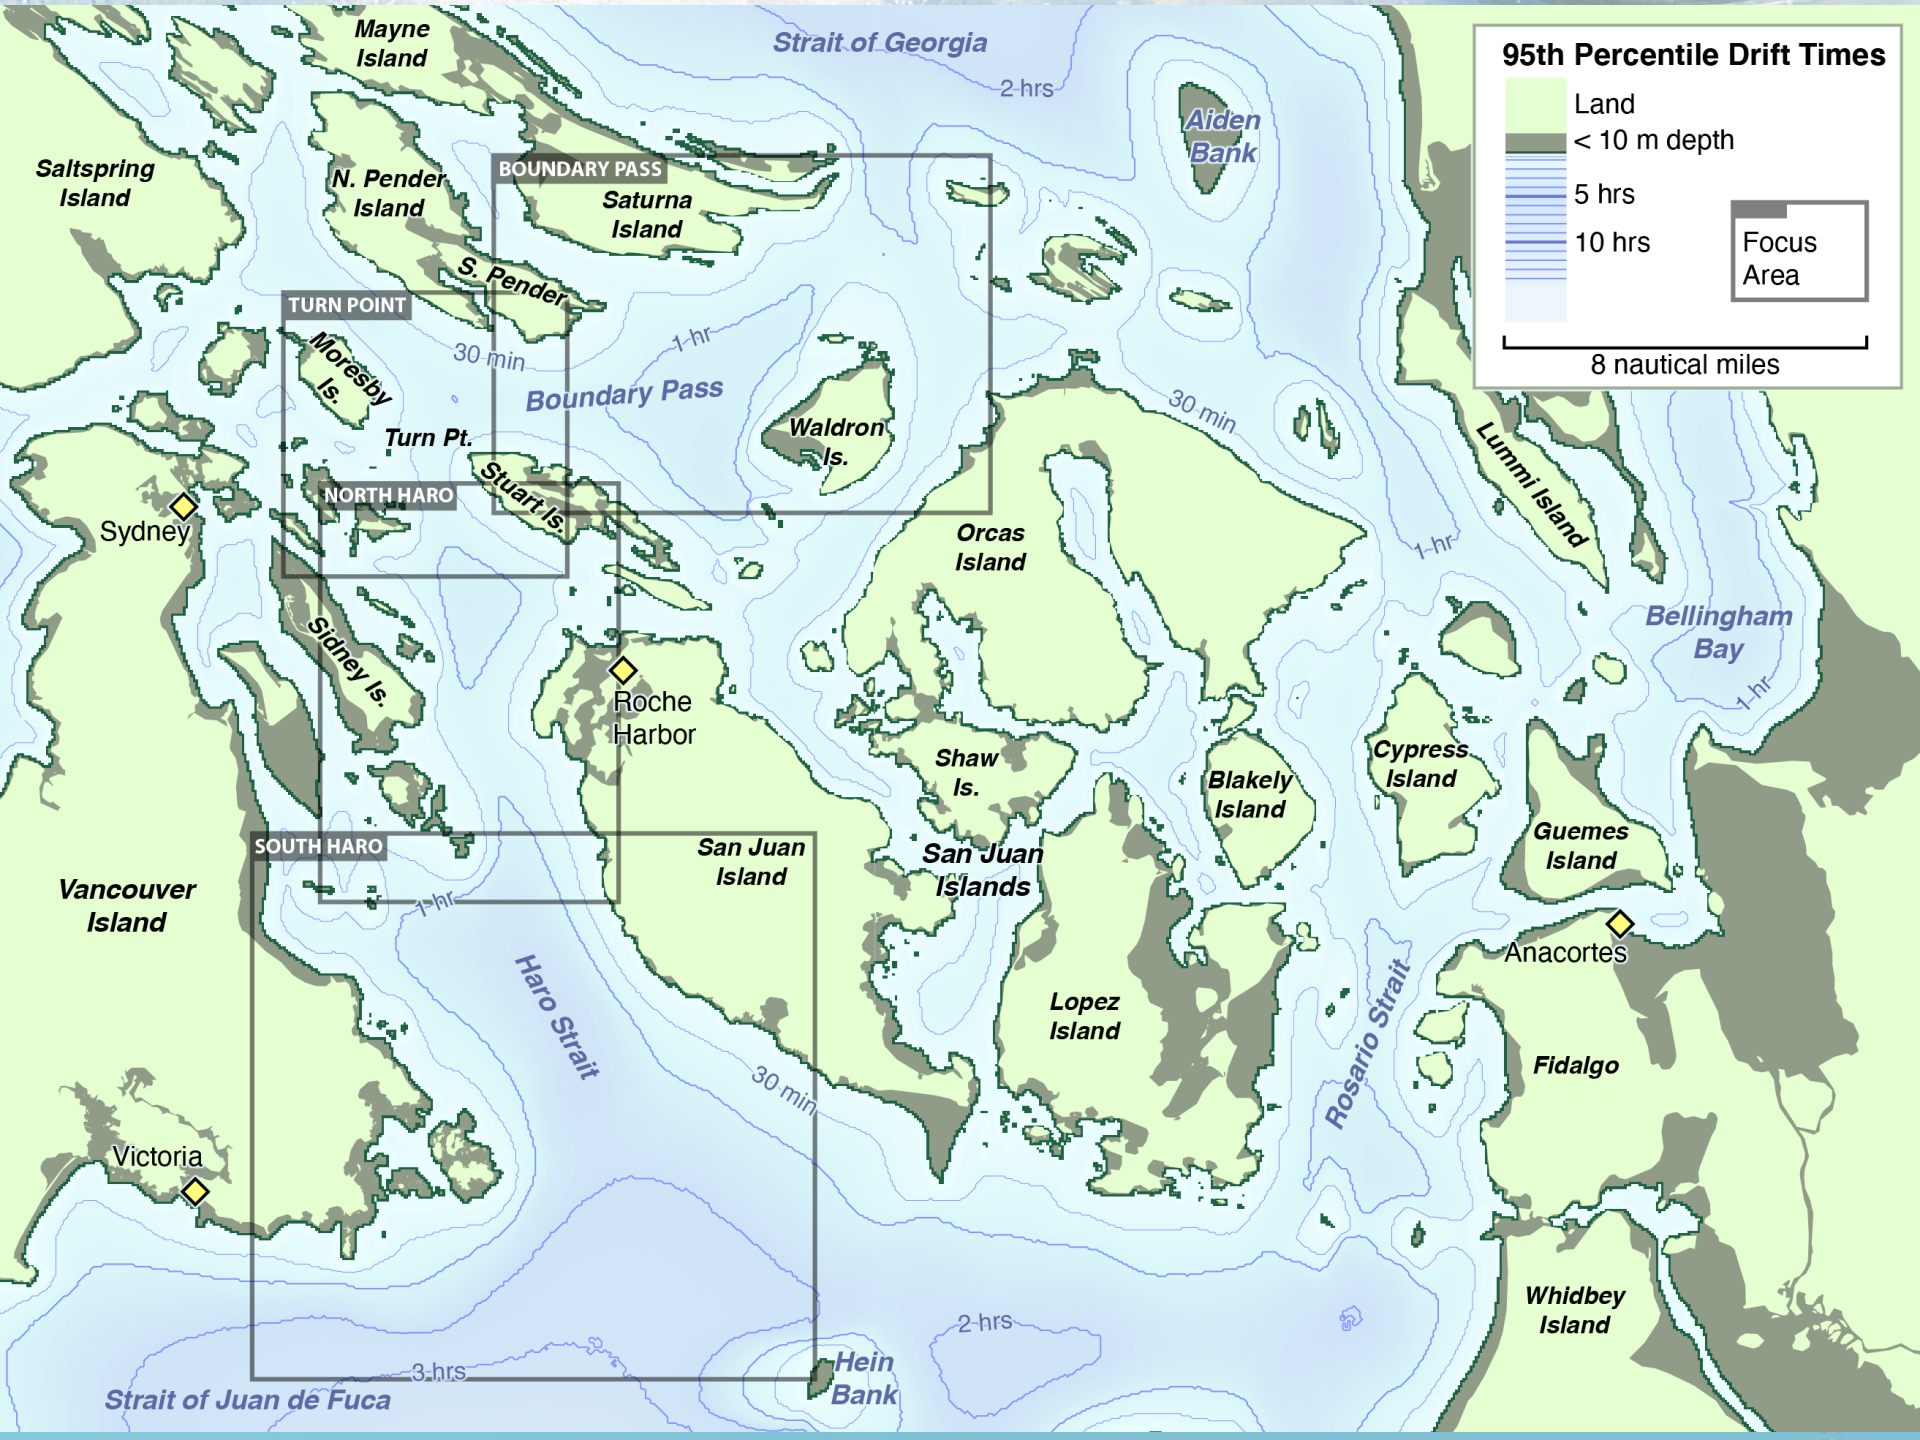 Mayne
Island
Strait of Georgia
2 hrs
Aiden
Bank
95th Percentile Drift Times
Land
< 10 m depth
5 hrs
10 hrs
Focus
Area
8 nautical miles
Saltspring
Island
N. Pender
Island
BOUNDARY PASS
Saturna
Island
S. Pender
TURN POINT
Moresby
Is.
30 min
1 hr
Boundary Pass
Turn Pt.
Waldron
Is.
30 min
Lummi Island
Stuart Is.
NORTH HARO
Sydney
Orcas
Island
1 hr
Bellingham
Bay
1 hr
Sidney Is.
Roche
Harbor
Shaw
Is.
Blakely
Island
Cypress
Island
Guemes
Island
SOUTH HARO
San Juan
Island
San Juan
Islands
Vancouver
Island
1 hr
Haro Strait
Anacortes
Lopez
Island
Rosario Strait
Fidalgo
30 min
Victoria
Whidbey
Island
2 hrs
3 hrs
Hein
Bank
Strait of Juan de Fuca